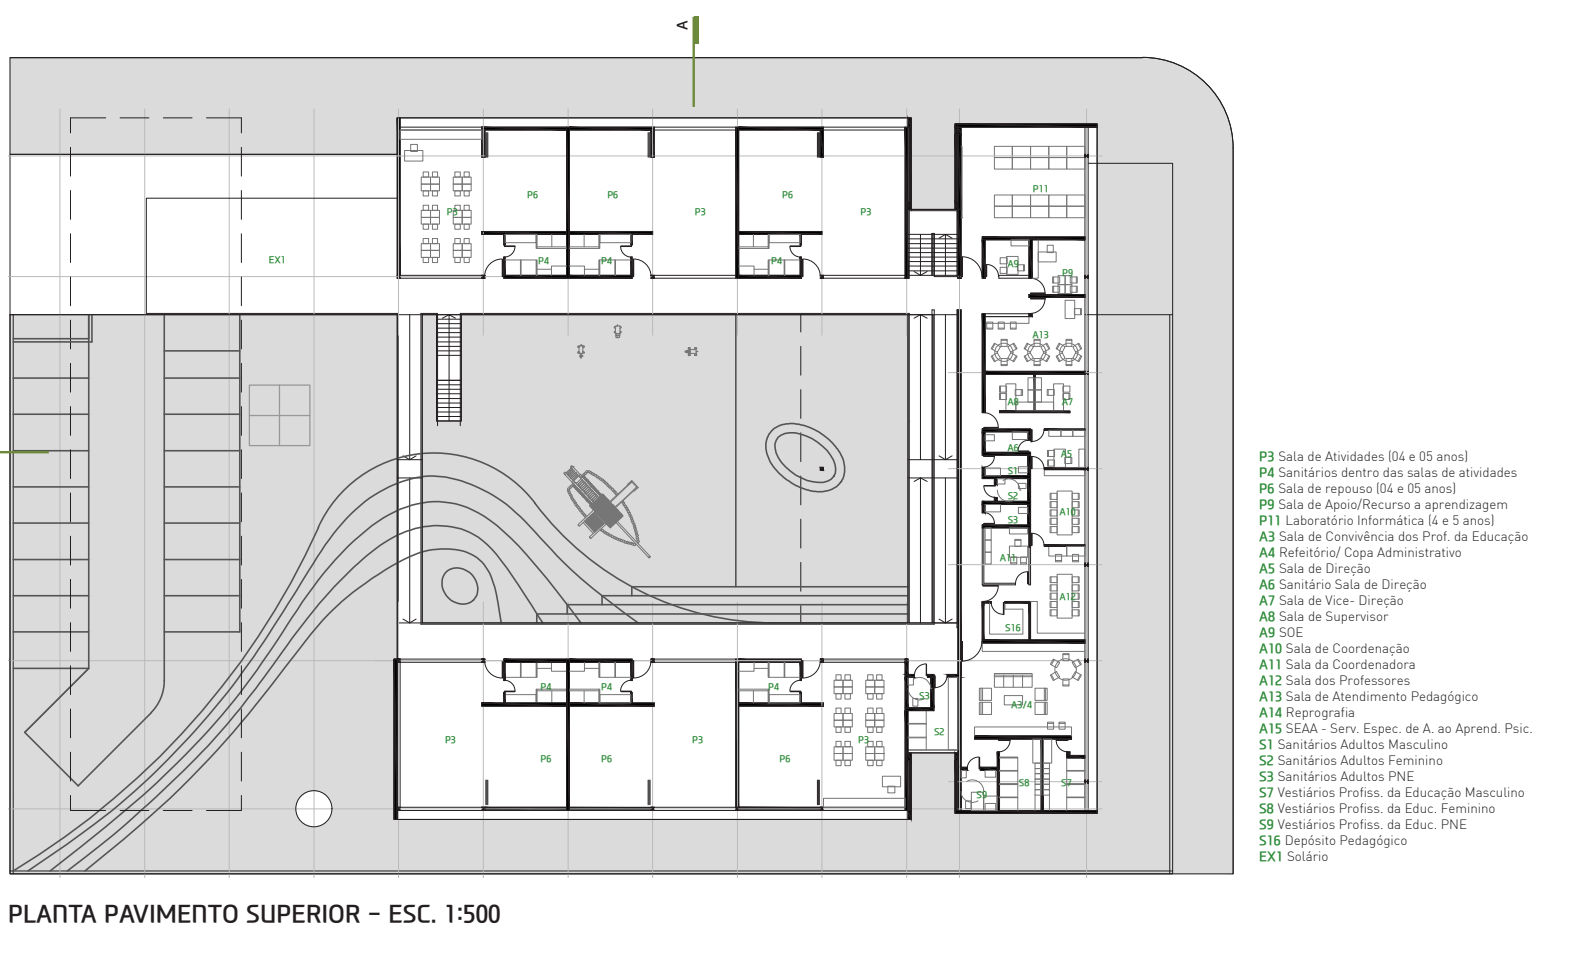 A
P3
P6
P6
P3
P6
P3
P4
P4
P4
EX1
P11
A9
P9
A13
A8
A7
A6
A5
S1
S2
S3
A10
A11
A12
S16
P4
P4
P4
P3
P6
P6
P3
P6
P3
S3
S2
A3/4
S9
S8
S7
P3 Sala de Atividades (04 e 05 anos)
P4 Sanitários dentro das salas de atividades
P6 Sala de repouso (04 e 05 anos)
P9 Sala de Apoio/Recurso a aprendizagem
P11 Laboratório Informática (4 e 5 anos)
A3 Sala de Convivência dos Prof. da Educação
A4 Refeitório/ Copa Administrativo
A5 Sala de Direção
A6 Sanitário Sala de Direção
A7 Sala de Vice- Direção
A8 Sala de Supervisor
A9 SOE
A10 Sala de Coordenação
A11 Sala da Coordenadora
A12 Sala dos Professores
A13 Sala de Atendimento Pedagógico
A14 Reprografia
A15 SEAA - Serv. Espec. de A. ao Aprend. Psic.
S1 Sanitários Adultos Masculino
S2 Sanitários Adultos Feminino
S3 Sanitários Adultos PNE
S7 Vestiários Profiss. da Educação Masculino
S8 Vestiários Profiss. da Educ. Feminino
S9 Vestiários Profiss. da Educ. PNE
S16 Depósito Pedagógico
EX1 Solário
PLANTA PAVIMENTO SUPERIOR - ESC. 1:500